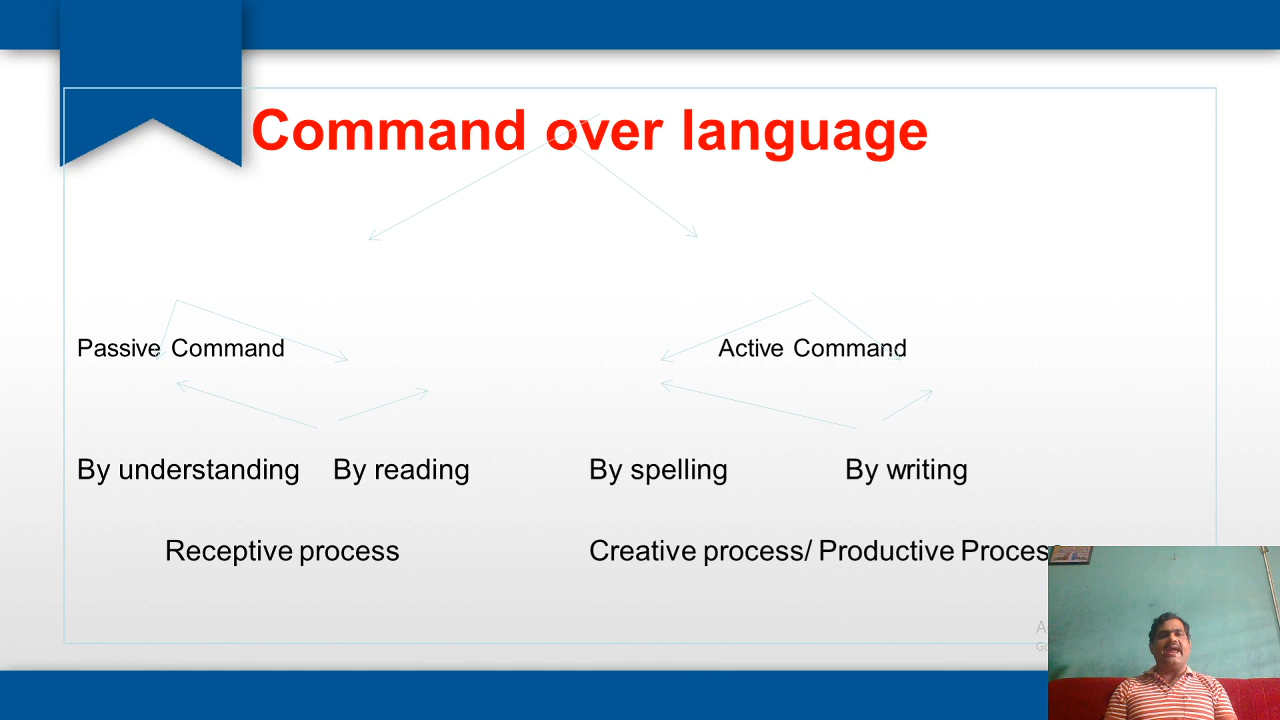 Command over language
Passive Command Active Command
By understanding By reading By spelling By writing
Receptive process Creative process/ Productive Process